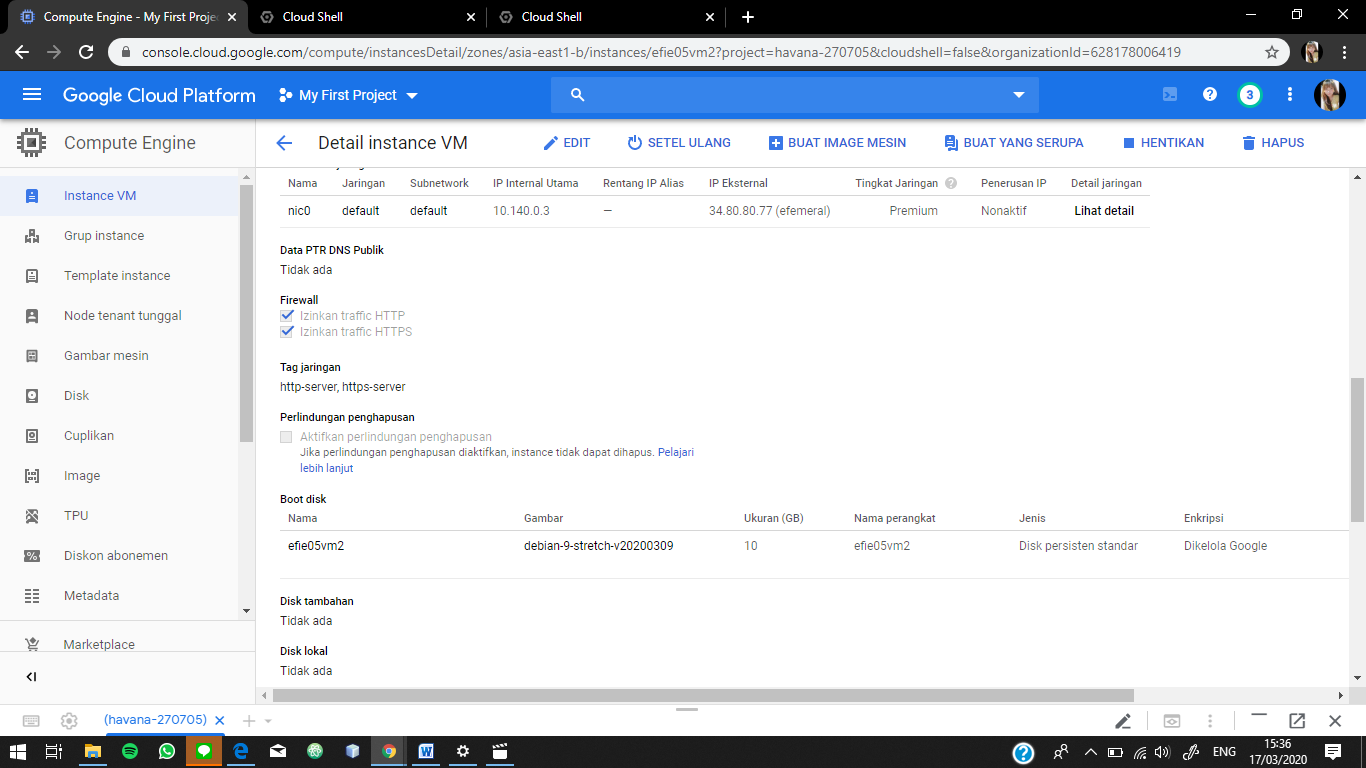 Compute Engine - My First Proje
Cloud Shell
Cloud Shell
console.cloud.google.com/compute/instancesDetail/zones/asia-east1-b/instances/efie05vm2?project=havana-270705&cloudshell=false&organizationId=628178006419
Google Cloud Platform
My First Project
3
Compute Engine
Detail instance VM
EDIT
SETEL ULANG
BUAT IMAGE MESIN
BUAT YANG SERUPA
HENTIKAN
HAPUS
Instance VM
Grup instance
Template instance
Node tenant tunggal
Gambar mesin
Disk
Cuplikan
Image
TPU
Diskon abonemen
Metadata
Marketplace
Nama Jaringan Subnetwork IP Internal Utama Rentang IP Alias IP Eksternal Tingkat Jaringan Penerusan IP Detail jaringan
nic0 default default 10.140.0.3 — 34.80.80.77 (efemeral) Premium Nonaktif Lihat detail
Data PTR DNS Publik
Tidak ada
Firewall
Izinkan traffic HTTP
Izinkan traffic HTTPS
Tag jaringan
http-server, https-server
Perlindungan penghapusan
Aktifkan perlindungan penghapusan
Jika perlindungan penghapusan diaktifkan, instance tidak dapat dihapus. Pelajari
lebih lanjut
Boot disk
Nama Gambar Ukuran (GB) Nama perangkat Jenis Enkripsi
efie05vm2 debian-9-stretch-v20200309 10 efie05vm2 Disk persisten standar Dikelola Google
Disk tambahan
Tidak ada
Disk lokal
Tidak ada
(havana-270705)
ENG
15:36
17/03/2020